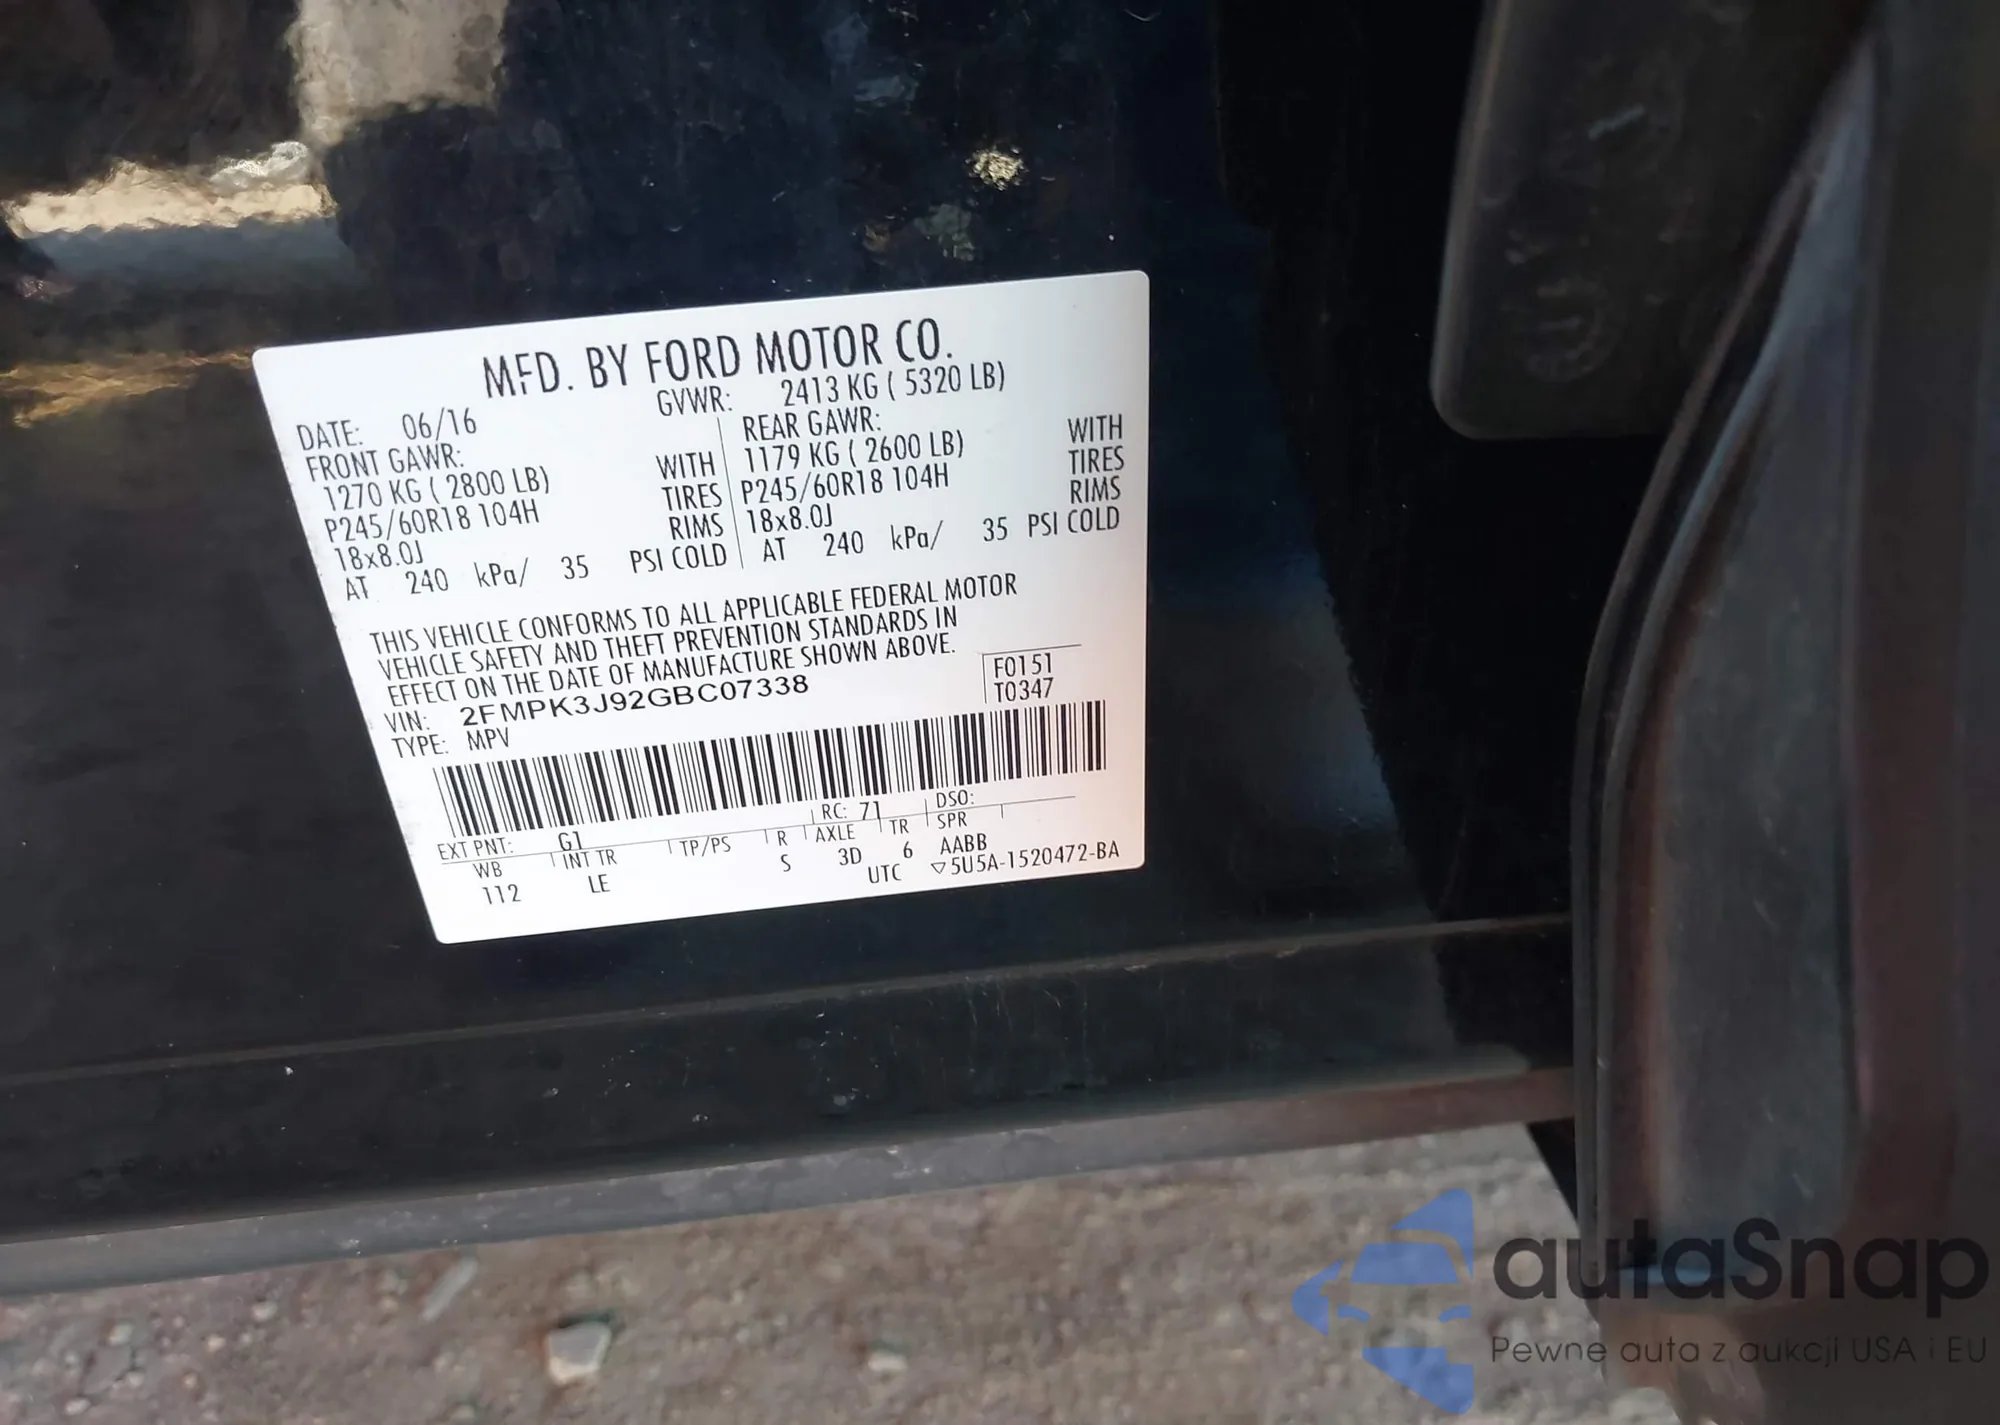 MFD. BY FORD MOTOR CO.
DATE: 06/16 GVWR: 2413 KG ( 5320 LB)
FRONT GAWR: REAR GAWR:
1270 KG ( 2800 LB) WITH 1179 KG ( 2600 LB) WITH
P245/60R18 104H TIRES P245/60R18 104H TIRES
18x8.0J RIMS 18x8.0J RIMS
AT 240 kPa/ 35 PSI COLD AT 240 kPa/ 35 PSI COLD
THIS VEHICLE CONFORMS TO ALL APPLICABLE FEDERAL MOTOR
VEHICLE SAFETY AND THEFT PREVENTION STANDARDS IN
EFFECT ON THE DATE OF MANUFACTURE SHOWN ABOVE.
VIN: 2FMPK3J92GBC07338 F0151
TYPE: MPV T0347
EXT PNT: G1 RC: 71 DSO:
WB INT TR TP/PS R AXLE TR SPR
112 LE S 3D 6 AABB
UTC ▽5U5A-1520472-BA
autaSnap
Pewne auta z aukcji USA i EU